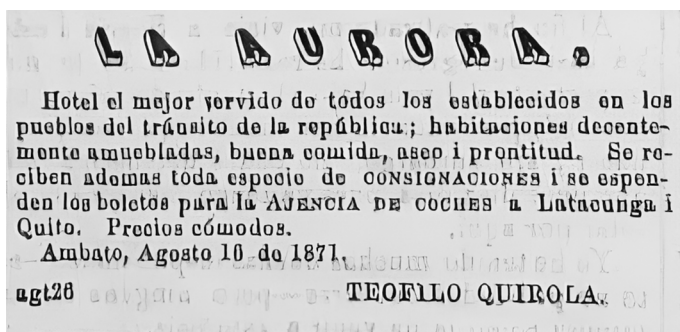 LA AURORA.
Hotel el mejor servido de todos los establecidos en los
pueblos del tránsito de la república; habitaciones decente-
mente amuebladas, buena comida, aseo i prontitud. Se re-
ciben ademas toda especie de CONSIGNACIONES i se espen-
den los boletos para la AJENCIA DE COCHES a Latacunga i
Quito. Precios cómodos.
Ambato, Agosto 10 de 1871.
agt26 TEOFILO QUIROLA.